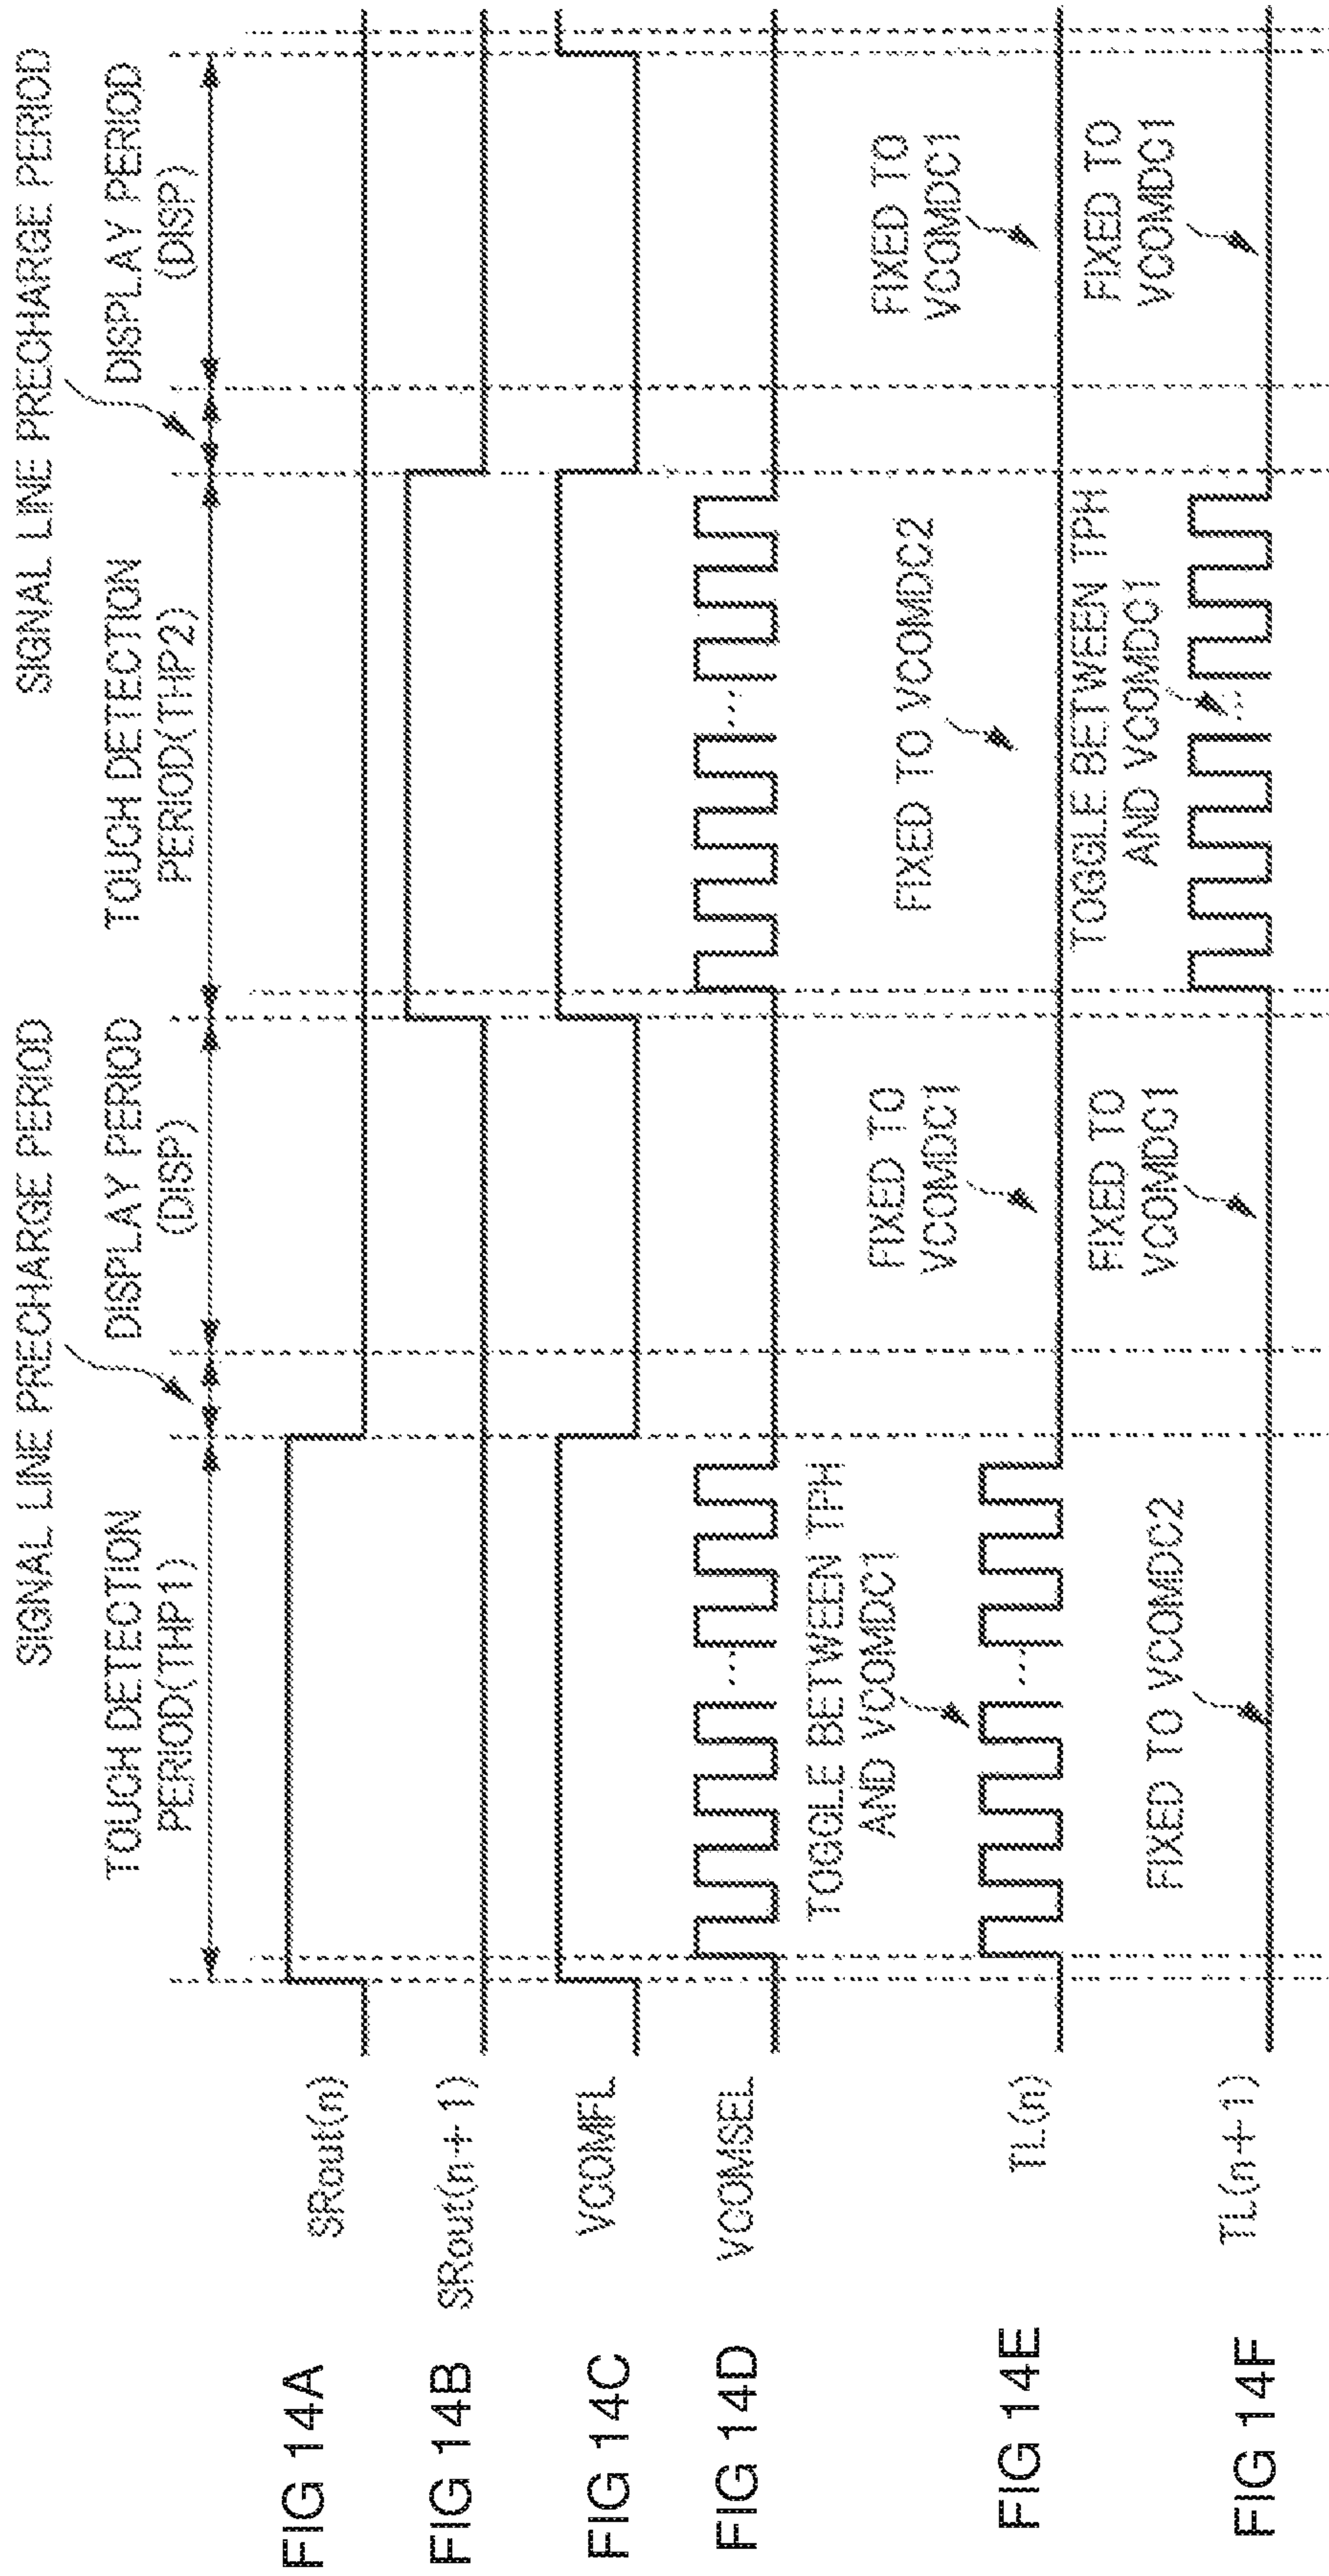 SIGNAL LINE PRECHARGE PERIOD
SIGNAL LINE PRECHARGE PERIOD
TOUCH DETECTION
PERIOD(THP1)
DISPLAY PERIOD
(DISP)
TOUCH DETECTION
PERIOD(THP2)
DISPLAY PERIOD
(DISP)
FIG 14A
SRout(n)
FIG 14B
SRout(n+1)
FIG 14C
VCOMFL
FIG 14D
VCOMSEL
...
...
TOGGLE BETWEEN TPH
AND VCOMDC1
FIXED TO
VCOMDC1
FIXED TO VCOMDC2
FIXED TO
VCOMDC1
FIG 14E
TL(n)
...
FIXED TO VCOMDC2
FIXED TO
VCOMDC1
TOGGLE BETWEEN TPH
AND VCOMDC1
FIXED TO
VCOMDC1
FIG 14F
TL(n+1)
...